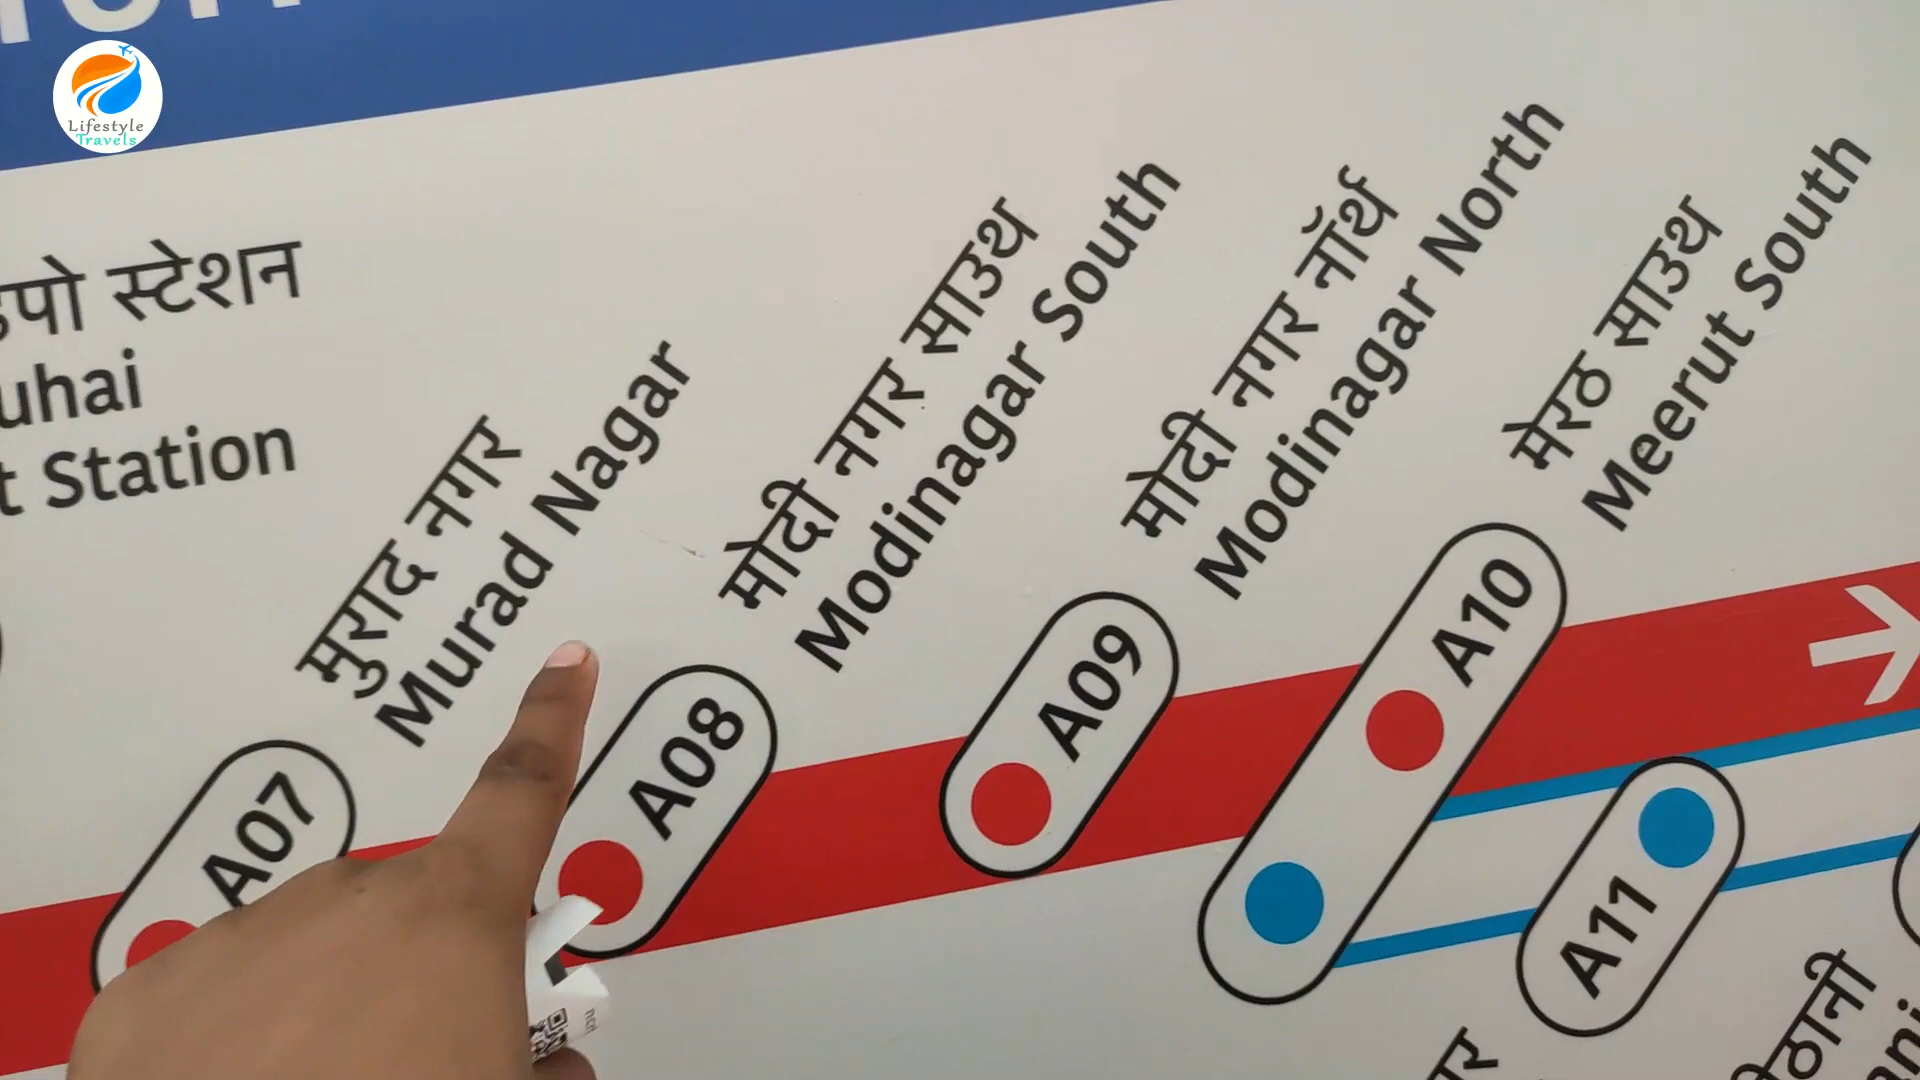 Lifestyle
Travels
स्टेशन
Station
मुराद नगर
Murad Nagar
मोदी नगर साउथ
Modinagar South
मोदी नगर नॉर्थ
Modinagar North
मेरठ साउथ
Meerut South
A07
A08
A09
A10
A11